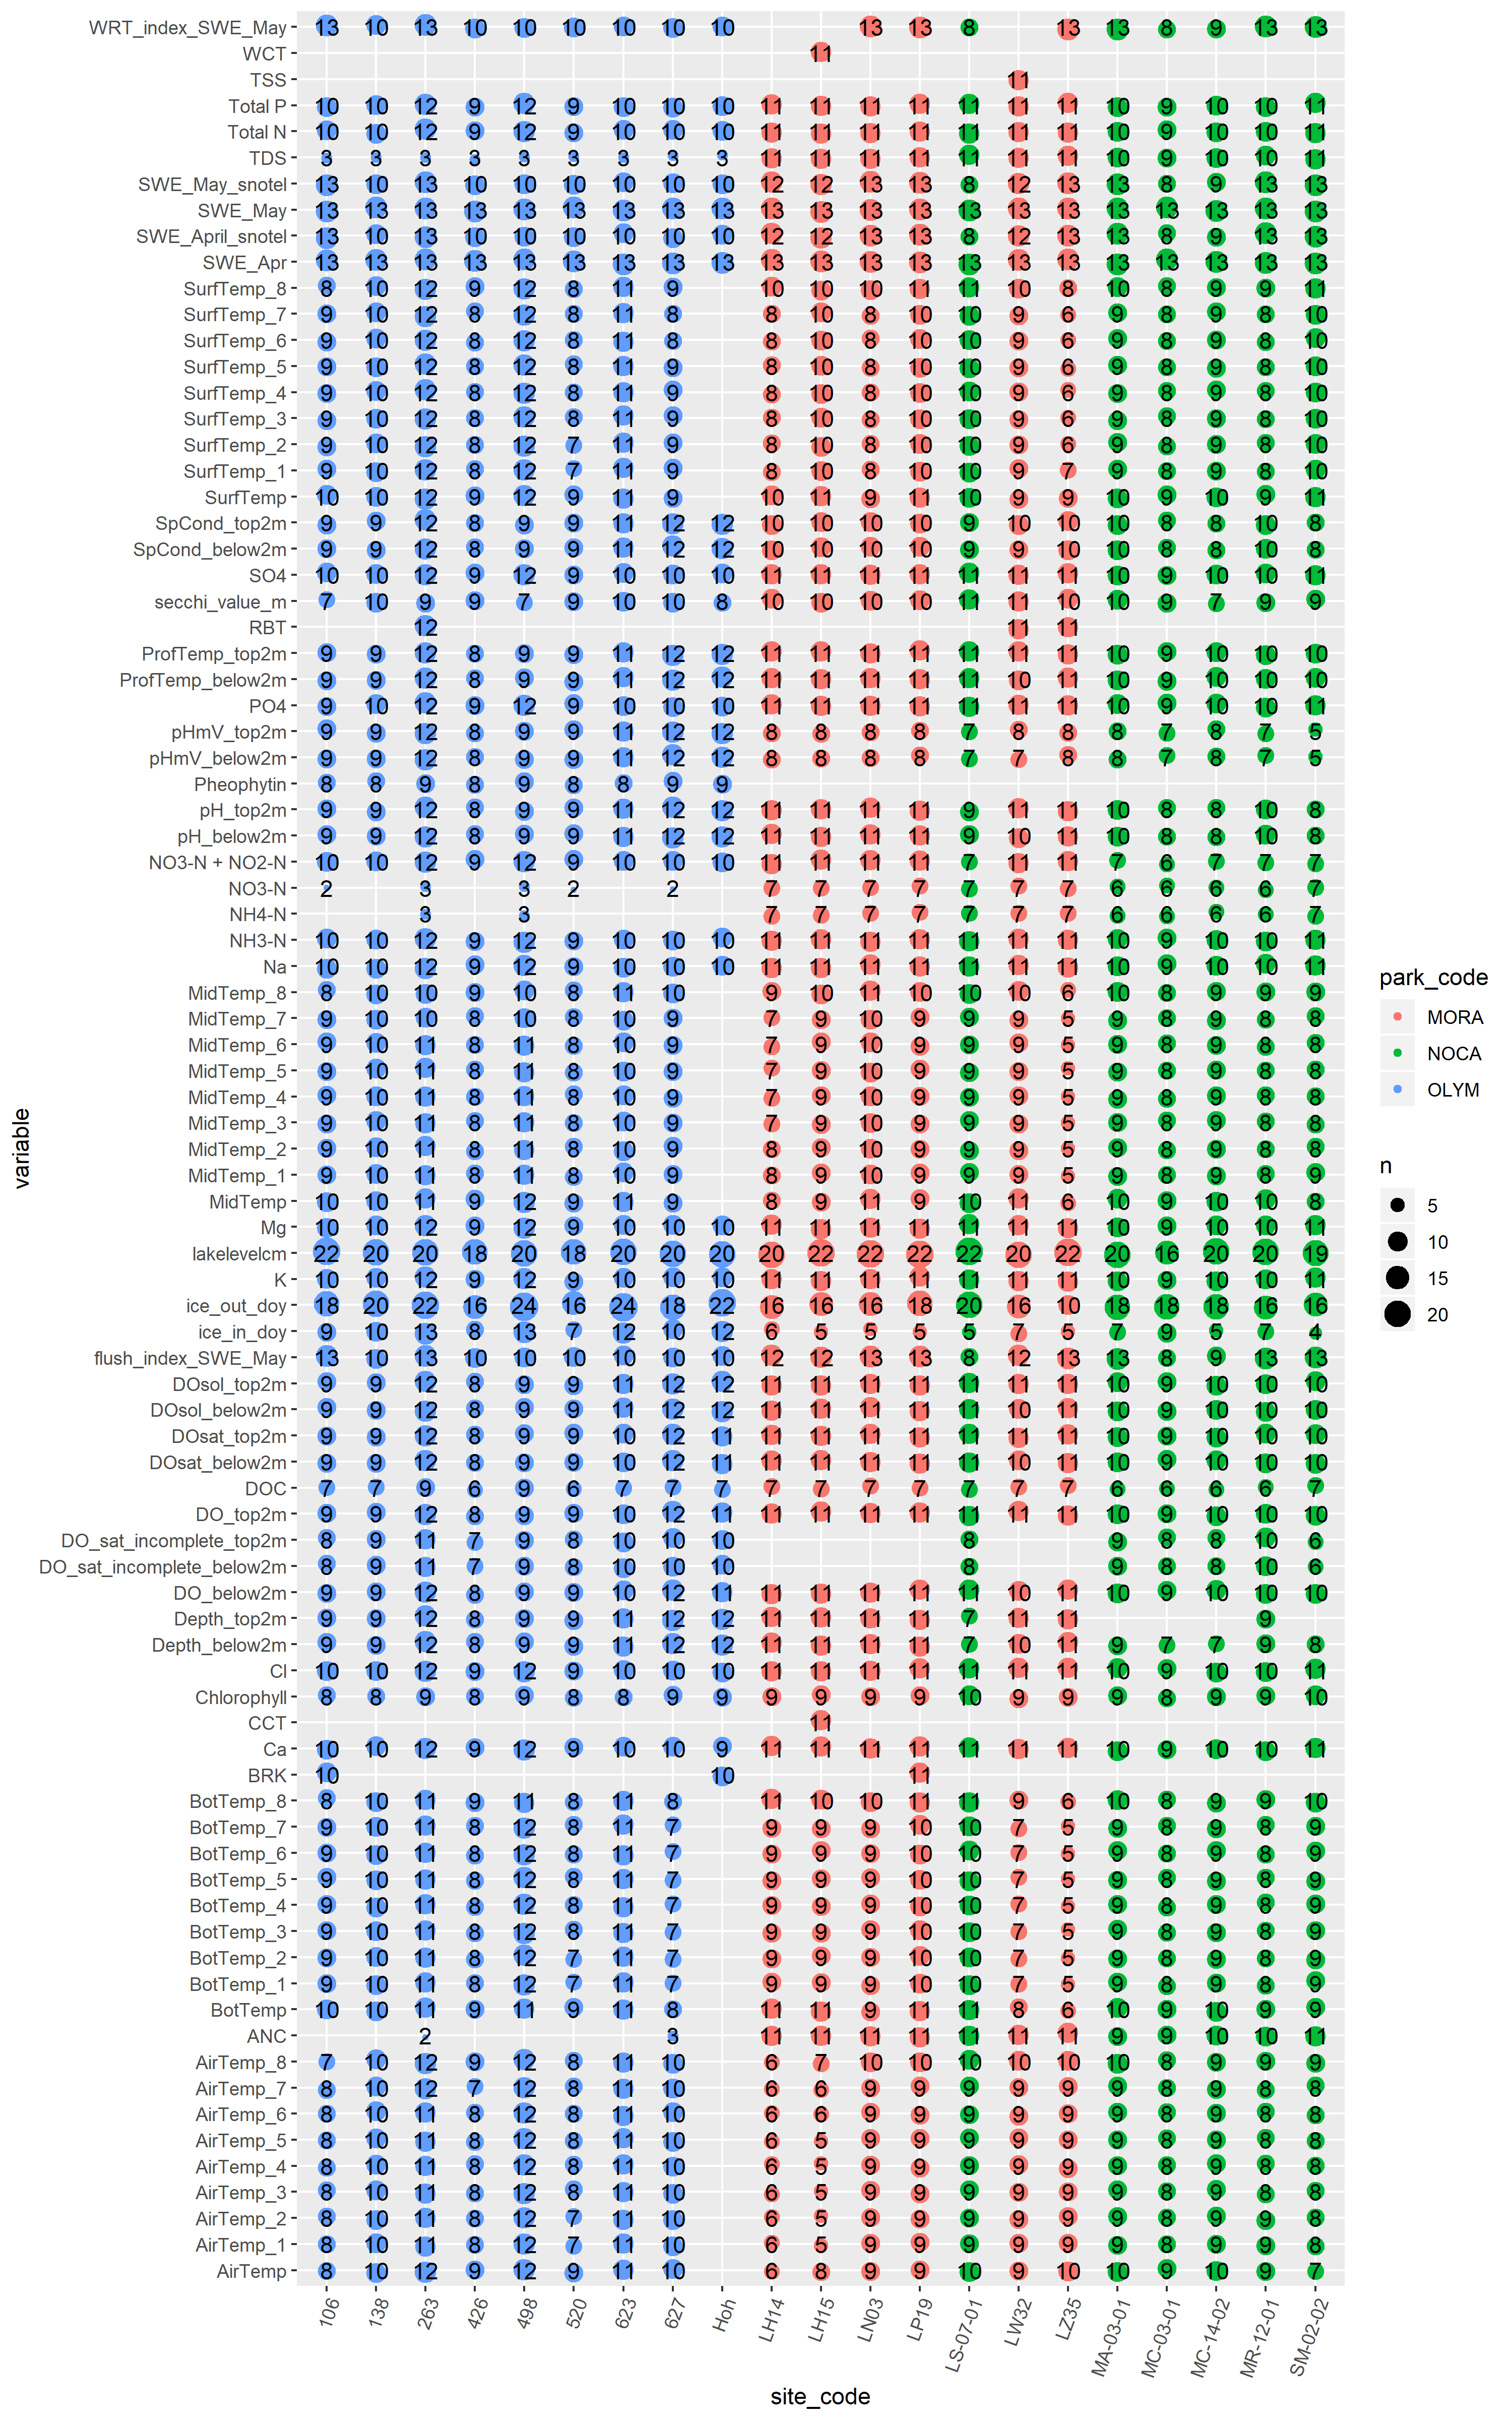 WRT_index_SWE_May 13 10 13 10 10 10 10 10 10 13 13 8 13 13 8 9 13 13
WCT 11
TSS 11
Total P 10 10 12 9 12 9 10 10 10 11 11 11 11 11 11 11 10 9 10 10 11
Total N 10 10 12 9 12 9 10 10 10 11 11 11 11 11 11 11 10 9 10 10 11
TDS 3 3 3 3 3 3 3 3 3 11 11 11 11 11 11 11 10 9 10 10 11
SWE_May_snotel 13 10 13 10 10 10 10 10 10 12 12 13 13 8 12 13 13 8 9 13 13
SWE_May 13 13 13 13 13 13 13 13 13 13 13 13 13 13 13 13 13 13 13 13 13
SWE_April_snotel 13 10 13 10 10 10 10 10 10 12 12 13 13 8 12 13 13 8 9 13 13
SWE_Apr 13 13 13 13 13 13 13 13 13 13 13 13 13 13 13 13 13 13 13 13 13
SurfTemp_8 8 10 12 9 12 8 11 9 10 10 10 11 11 10 8 10 8 10 9 11
SurfTemp_7 9 10 12 8 12 8 11 8 8 10 8 10 10 9 6 9 8 9 8 10
SurfTemp_6 9 10 12 8 12 8 11 8 8 10 8 10 10 9 6 9 8 9 8 10
SurfTemp_5 9 10 12 8 12 8 11 9 8 10 8 10 10 9 6 9 8 9 8 10
SurfTemp_4 9 10 12 8 12 8 11 9 8 10 8 10 10 9 6 9 8 9 8 10
SurfTemp_3 9 10 12 8 12 8 11 9 8 10 8 10 10 9 6 9 8 9 8 10
SurfTemp_2 9 10 12 8 12 7 11 9 8 10 8 10 10 9 6 9 8 9 8 10
SurfTemp_1 9 10 12 8 12 7 11 9 8 10 8 10 10 9 7 9 8 9 8 10
SurfTemp 10 10 12 9 12 9 11 9 10 11 9 11 10 9 9 10 9 10 9 11
SpCond_top2m 9 9 12 8 9 9 11 12 12 10 10 10 10 9 10 10 10 8 8 10 8
SpCond_below2m 9 9 12 8 9 9 11 12 12 10 10 10 10 9 9 10 10 8 8 10 8
SO4 10 10 12 9 12 9 10 10 10 11 11 11 11 11 11 11 10 9 10 10 11
secchi_value_m 7 10 9 9 7 9 10 10 8 10 10 10 10 11 11 10 10 9 7 9 9
RBT 12 11 11
ProfTemp_top2m 9 9 12 8 9 9 11 12 12 11 11 11 11 11 11 11 10 9 10 10 10
ProfTemp_below2m 9 9 12 8 9 9 11 12 12 11 11 11 11 11 10 11 10 9 10 10 10
PO4 9 10 12 9 12 9 10 10 10 11 11 11 11 11 11 11 10 9 10 10 11
pHmV_top2m 9 9 12 8 9 9 11 12 12 8 8 8 8 7 8 8 8 7 8 7 5
pHmV_below2m 9 9 12 8 9 9 11 12 12 8 8 8 8 7 7 8 8 7 8 7 5
Pheophytin 8 8 9 8 9 8 8 9 9
pH_top2m 9 9 12 8 9 9 11 12 12 11 11 11 11 9 11 11 10 8 8 10 8
pH_below2m 9 9 12 8 9 9 11 12 12 11 11 11 11 9 10 11 10 8 8 10 8
NO3-N + NO2-N 10 10 12 9 12 9 10 10 10 11 11 11 11 7 11 11 7 6 7 7 7
NO3-N 2 3 3 2 2 7 7 7 7 7 7 7 6 6 6 6 7
NH4-N 3 3 7 7 7 7 7 7 7 6 6 6 6 7
NH3-N 10 10 12 9 12 9 10 10 10 11 11 11 11 11 11 11 10 9 10 10 11
Na 10 10 12 9 12 9 10 10 10 11 11 11 11 11 11 11 10 9 10 10 11
MidTemp_8 8 10 10 9 10 8 11 10 9 10 11 10 10 10 6 10 8 9 9 9
MidTemp_7 9 10 10 8 10 8 10 9 7 9 10 9 9 9 5 9 8 9 8 8
MidTemp_6 9 10 11 8 11 8 10 9 7 9 10 9 9 9 5 9 8 9 8 8
MidTemp_5 9 10 11 8 11 8 10 9 7 9 10 9 9 9 5 9 8 9 8 8
MidTemp_4 9 10 11 8 11 8 10 9 7 9 10 9 9 9 5 9 8 9 8 8
MidTemp_3 9 10 11 8 11 8 10 9 7 9 10 9 9 9 5 9 8 9 8 8
MidTemp_2 9 10 11 8 11 8 10 9 8 9 10 9 9 9 5 9 8 9 8 8
MidTemp_1 9 10 11 8 11 8 10 9 8 9 10 9 9 9 5 9 8 9 8 9
MidTemp 10 10 11 9 12 9 11 9 8 9 11 9 10 11 6 10 9 10 10 8
Mg 10 10 12 9 12 9 10 10 10 11 11 11 11 11 11 11 10 9 10 10 11
lakelevelcm 22 20 20 18 20 18 20 20 20 20 22 22 22 22 20 22 20 16 20 20 19
K 10 10 12 9 12 9 10 10 10 11 11 11 11 11 11 11 10 9 10 10 11
ice_out_doy 18 20 22 16 24 16 24 18 22 16 16 16 18 20 16 10 18 18 18 16 16
ice_in_doy 9 10 13 8 13 7 12 10 12 6 5 5 5 5 7 5 7 9 5 7 4
flush_index_SWE_May 13 10 13 10 10 10 10 10 10 12 12 13 13 8 12 13 13 8 9 13 13
DOsol_top2m 9 9 12 8 9 9 11 12 12 11 11 11 11 11 11 11 10 9 10 10 10
DOsol_below2m 9 9 12 8 9 9 11 12 12 11 11 11 11 11 10 11 10 9 10 10 10
DOsat_top2m 9 9 12 8 9 9 10 12 11 11 11 11 11 11 11 11 10 9 10 10 10
DOsat_below2m 9 9 12 8 9 9 10 12 11 11 11 11 11 11 10 11 10 9 10 10 10
DOC 7 7 9 6 9 6 7 7 7 7 7 7 7 7 7 7 6 6 6 6 7
DO_top2m 9 9 12 8 9 9 10 12 11 11 11 11 11 11 11 11 10 9 10 10 10
DO_sat_incomplete_top2m 8 9 11 7 9 8 10 10 10 8 9 8 8 10 6
DO_sat_incomplete_below2m 8 9 11 7 9 8 10 10 10 8 9 8 8 10 6
DO_below2m 9 9 12 8 9 9 10 12 11 11 11 11 11 11 10 11 10 9 10 10 10
Depth_top2m 9 9 12 8 9 9 11 12 12 11 11 11 11 7 11 11 9
Depth_below2m 9 9 12 8 9 9 11 12 12 11 11 11 11 7 10 11 9 7 7 9 8
Cl 10 10 12 9 12 9 10 10 10 11 11 11 11 11 11 11 10 9 10 10 11
Chlorophyll 8 8 9 8 9 8 8 9 9 9 9 9 9 10 9 9 9 8 9 9 10
CCT 11
Ca 10 10 12 9 12 9 10 10 9 11 11 11 11 11 11 11 10 9 10 10 11
BRK 10 10 11
BotTemp_8 8 10 11 9 11 8 11 8 11 10 10 11 11 9 6 10 8 9 9 10
BotTemp_7 9 10 11 8 12 8 11 7 9 9 9 10 10 7 5 9 8 9 8 9
BotTemp_6 9 10 11 8 12 8 11 7 9 9 9 10 10 7 5 9 8 9 8 9
BotTemp_5 9 10 11 8 12 8 11 7 9 9 9 10 10 7 5 9 8 9 8 9
BotTemp_4 9 10 11 8 12 8 11 7 9 9 9 10 10 7 5 9 8 9 8 9
BotTemp_3 9 10 11 8 12 8 11 7 9 9 9 10 10 7 5 9 8 9 8 9
BotTemp_2 9 10 11 8 12 7 11 7 9 9 9 10 10 7 5 9 8 9 8 9
BotTemp_1 9 10 11 8 12 7 11 7 9 9 9 10 10 7 5 9 8 9 8 9
BotTemp 10 10 11 9 11 9 11 8 11 11 9 11 11 8 6 10 9 10 9 9
ANC 2 3 11 11 11 11 11 11 11 9 9 10 10 11
AirTemp_8 7 10 12 9 12 8 11 10 6 7 10 10 10 10 10 10 8 9 9 9
AirTemp_7 8 10 12 7 12 8 11 10 6 6 9 9 9 9 9 9 8 9 8 8
AirTemp_6 8 10 11 8 12 8 11 10 6 6 9 9 9 9 9 9 8 9 8 8
AirTemp_5 8 10 11 8 12 8 11 10 6 5 9 9 9 9 9 9 8 9 8 8
AirTemp_4 8 10 11 8 12 8 11 10 6 5 9 9 9 9 9 9 8 9 8 8
AirTemp_3 8 10 11 8 12 8 11 10 6 5 9 9 9 9 9 9 8 9 8 8
AirTemp_2 8 10 11 8 12 7 11 10 6 5 9 9 9 9 9 9 8 9 9 8
AirTemp_1 8 10 11 8 12 7 11 10 6 5 9 9 9 9 9 9 8 9 9 8
AirTemp 8 10 12 9 12 9 11 10 6 8 9 9 10 9 10 10 9 10 9 7
106 138 263 426 498 520 623 627 Hoh LH14 LH15 LN03 LP19 LS-07-01 LW32 LZ35 MA-03-01 MC-03-01 MC-14-02 MR-12-01 SM-02-02
site_code
variable
park_code
MORA
NOCA
OLYM
n
5
10
15
20